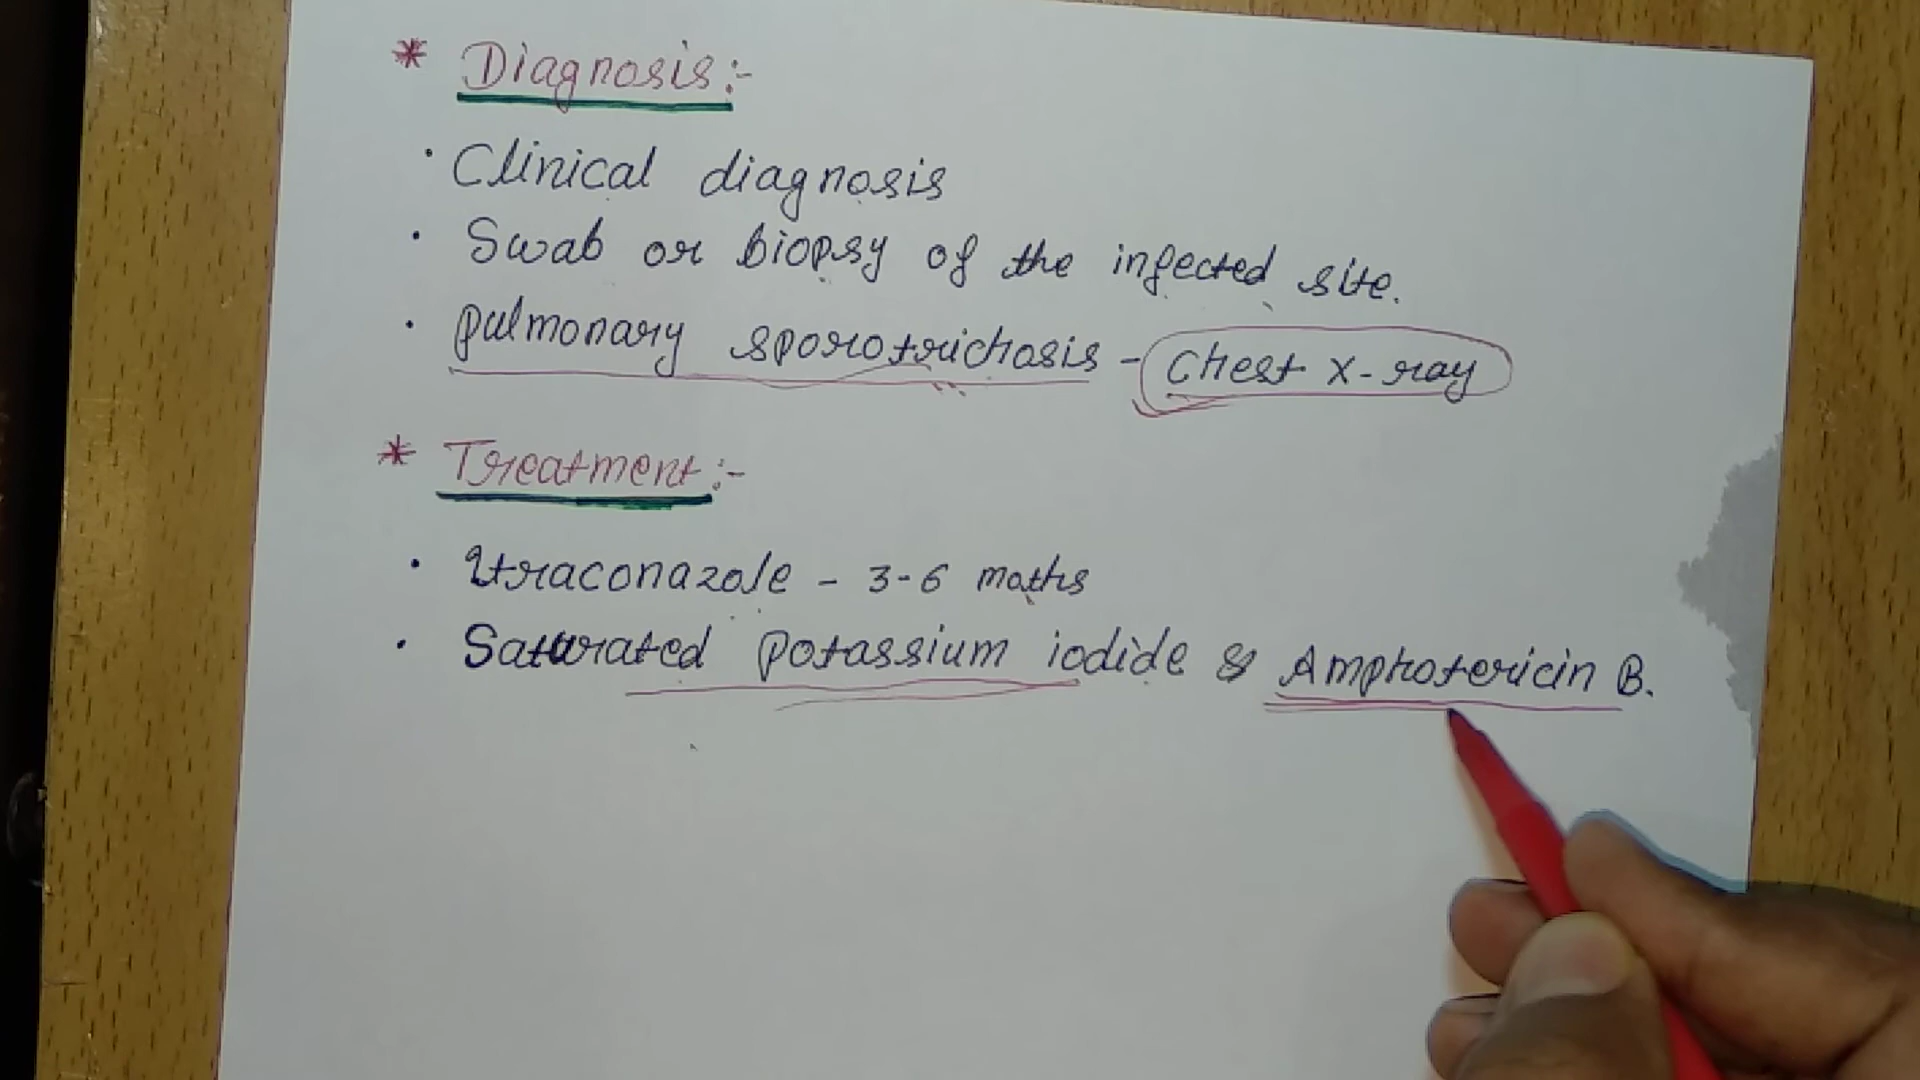 * Diagnosis:-
· Clinical diagnosis
· Swab or biopsy of the infected site.
· pulmonary sporotrichosis - Chest X-ray
* Treatment:-
· Itraconazole - 3-6 moths
· Saturated potassium iodide & Amphotericin B.